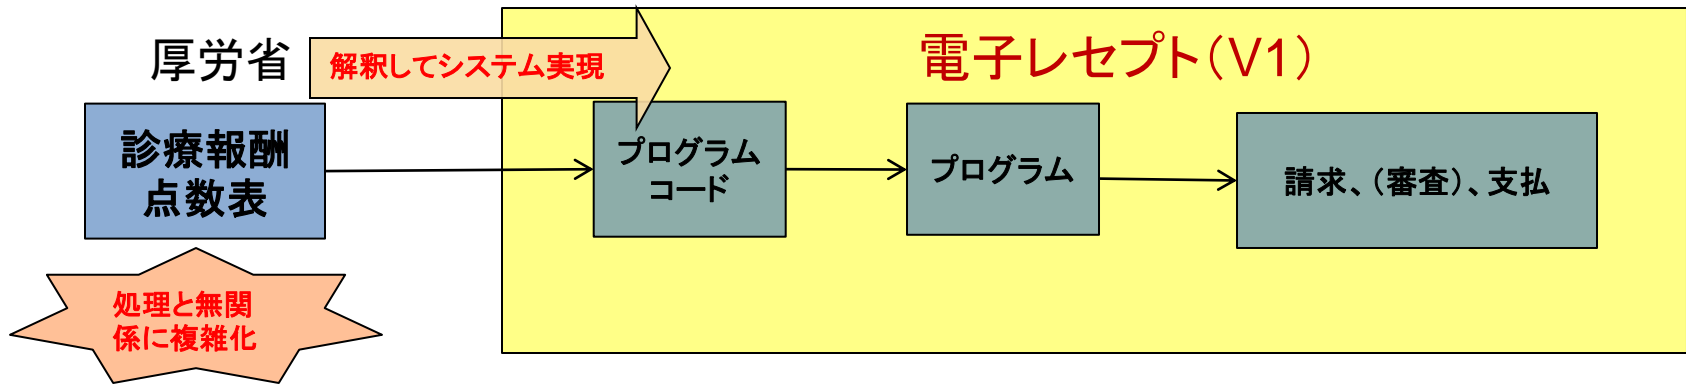 厚労省
解釈してシステム実現
電子レセプト(V1)
診療報酬
点数表
プログラム
コード
プログラム
請求、(審査)、支払
処理と無関
係に複雑化